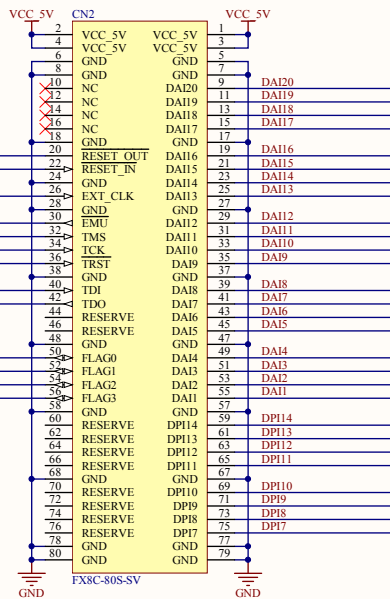 VCC_5V CN2 VCC_5V
2 VCC_5V VCC_5V 1
4 VCC_5V VCC_5V 3
6 GND GND 5
8 GND GND 7
10 NC DAI20 9 DAI20
12 NC DAI19 11 DAI19
14 NC DAI18 13 DAI18
16 NC DAI17 15 DAI17
18 GND GND 17
20 RESET_OUT DAI16 19 DAI16
22 RESET_IN DAI15 21 DAI15
24 GND DAI14 23 DAI14
26 EXT_CLK DAI13 25 DAI13
28 GND GND 27
30 EMU DAI12 29 DAI12
32 TMS DAI11 31 DAI11
34 TCK DAI10 33 DAI10
36 TRST DAI9 35 DAI9
38 GND GND 37
40 TDI DAI8 39 DAI8
42 TDO DAI7 41 DAI7
44 RESERVE DAI6 43 DAI6
46 RESERVE DAI5 45 DAI5
48 GND GND 47
50 FLAG0 DAI4 49 DAI4
52 FLAG1 DAI3 51 DAI3
54 FLAG2 DAI2 53 DAI2
56 FLAG3 DAI1 55 DAI1
58 GND GND 57
60 RESERVE DPI14 59 DPI14
62 RESERVE DPI13 61 DPI13
64 RESERVE DPI12 63 DPI12
66 RESERVE DPI11 65 DPI11
68 GND GND 67
70 RESERVE DPI10 69 DPI10
72 RESERVE DPI9 71 DPI9
74 RESERVE DPI8 73 DPI8
76 RESERVE DPI7 75 DPI7
78 GND GND 77
80 GND GND 79
FX8C-80S-SV
GND GND